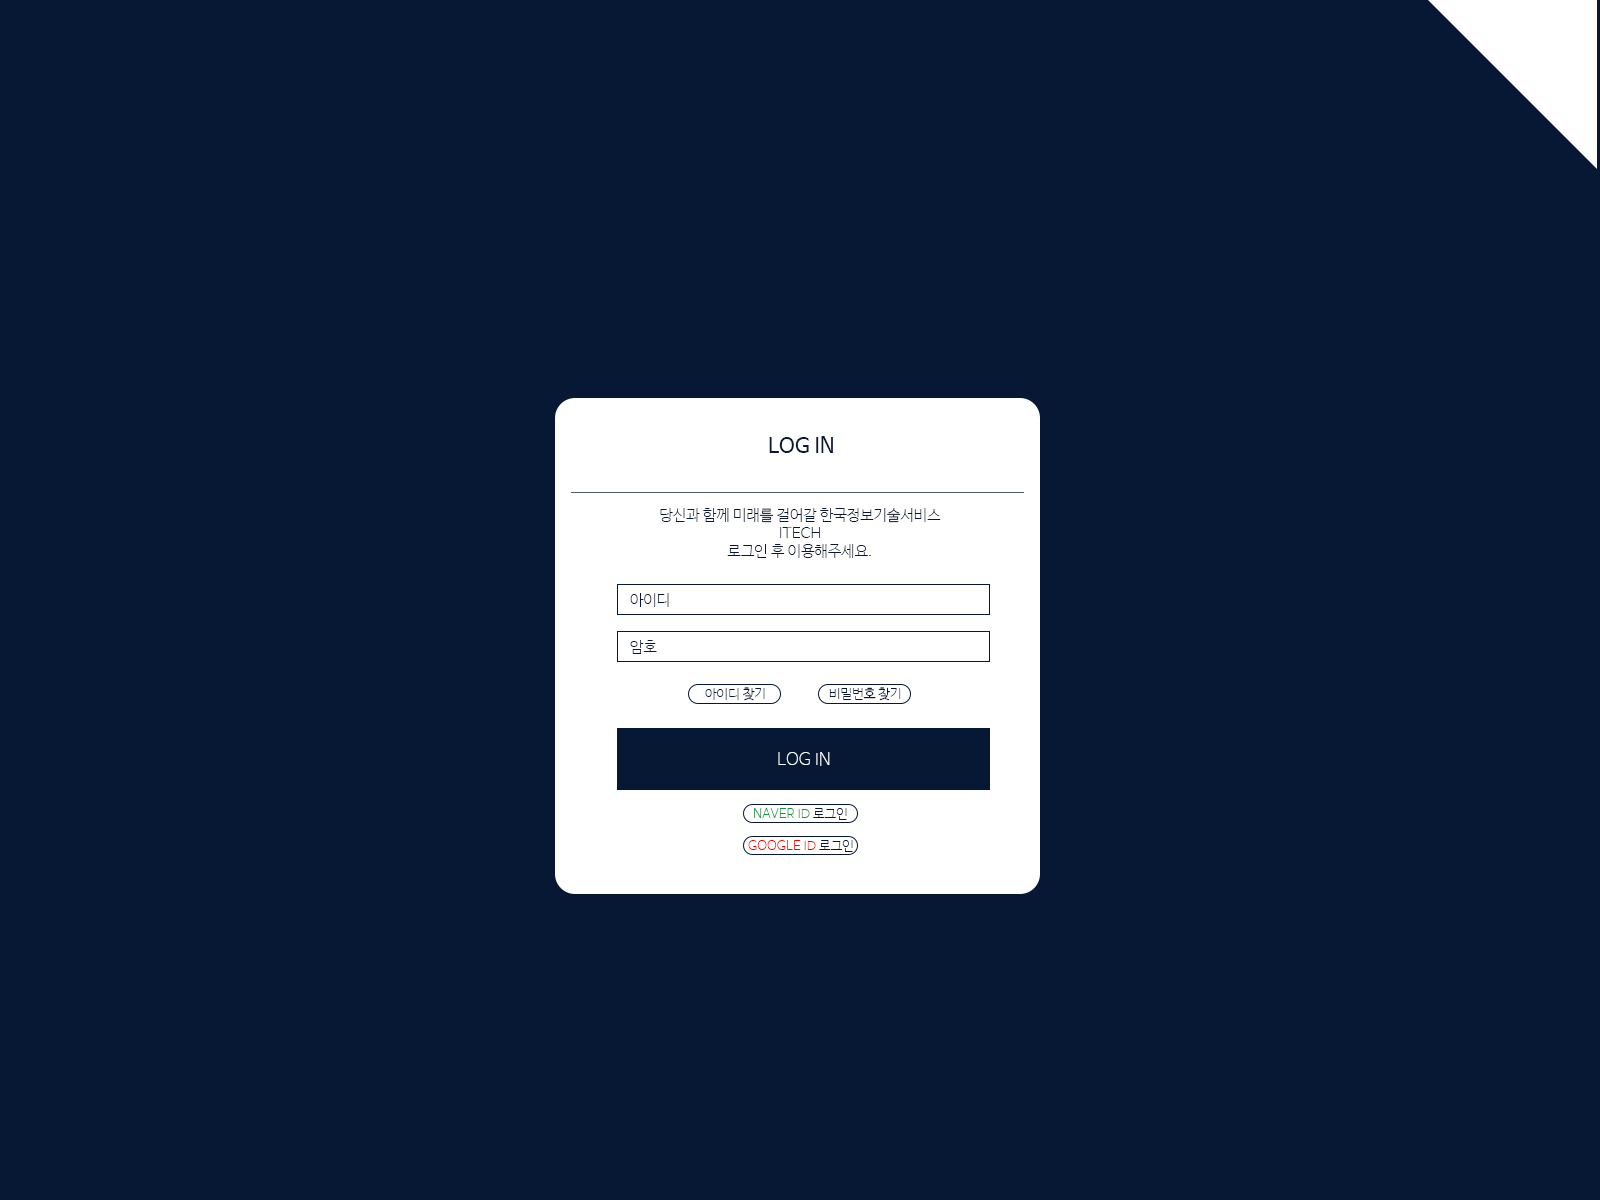 LOG IN
당신과 함께 미래를 걸어갈 한국정보기술서비스
ITECH
로그인 후 이용해주세요.
아이디
암호
아이디 찾기 비밀번호 찾기
LOG IN
NAVER ID 로그인
GOOGLE ID 로그인